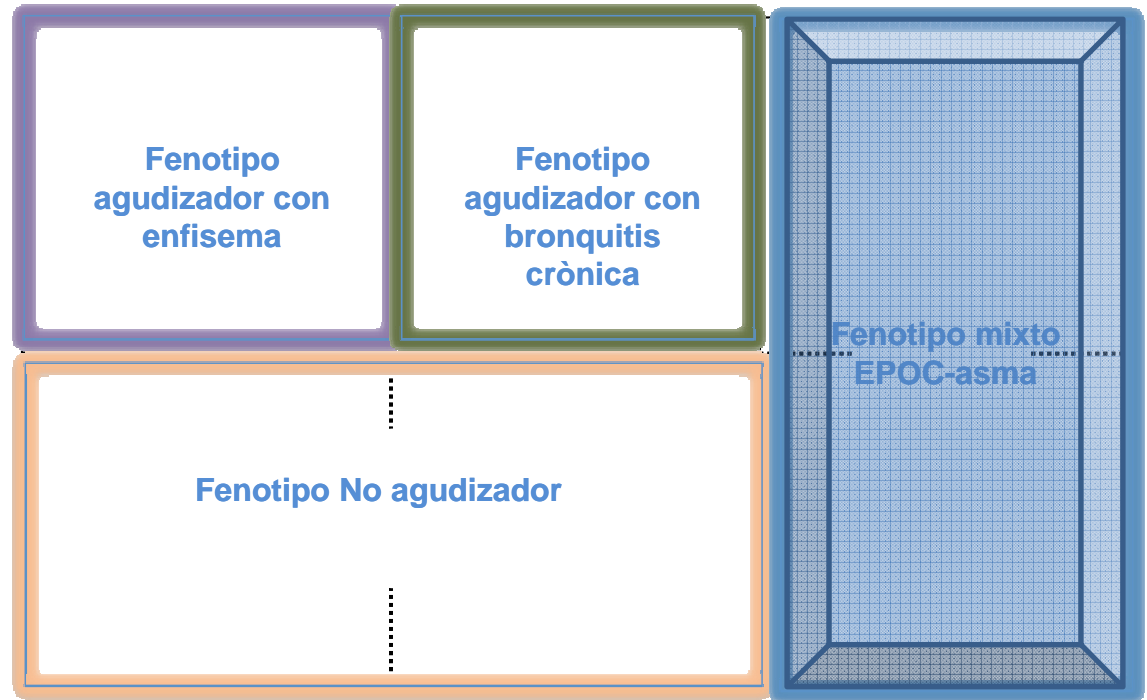 Fenotipo
agudizador con
enfisema
Fenotipo
agudizador con
bronquitis
crònica
Fenotipo mixto
EPOC-asma
Fenotipo No agudizador